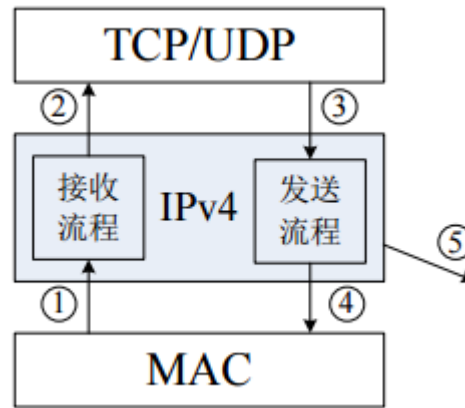 TCP/UDP
② ③
接收 流程
IPv4
发送 流程
⑤
① ④
MAC